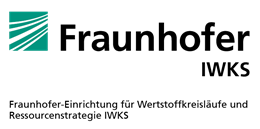 Fraunhofer
IWKS
Fraunhofer-Einrichtung für Wertstoffkreisläufe und
Ressourcenstrategie IWKS